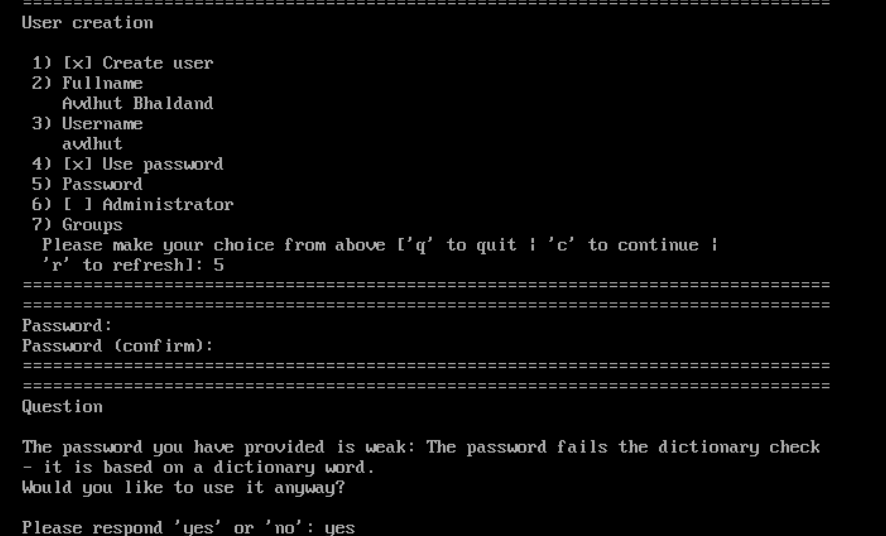 ================================================================================
User creation
1) [x] Create user
2) Fullname
Avdhut Bhaldand
3) Username
avdhut
4) [x] Use password
5) Password
6) [ ] Administrator
7) Groups
Please make your choice from above ['q' to quit | 'c' to continue |
'r' to refresh]: 5
================================================================================
================================================================================
Password:
Password (confirm):
================================================================================
================================================================================
Question
The password you have provided is weak: The password fails the dictionary check
- it is based on a dictionary word.
Would you like to use it anyway?
Please respond 'yes' or 'no': yes